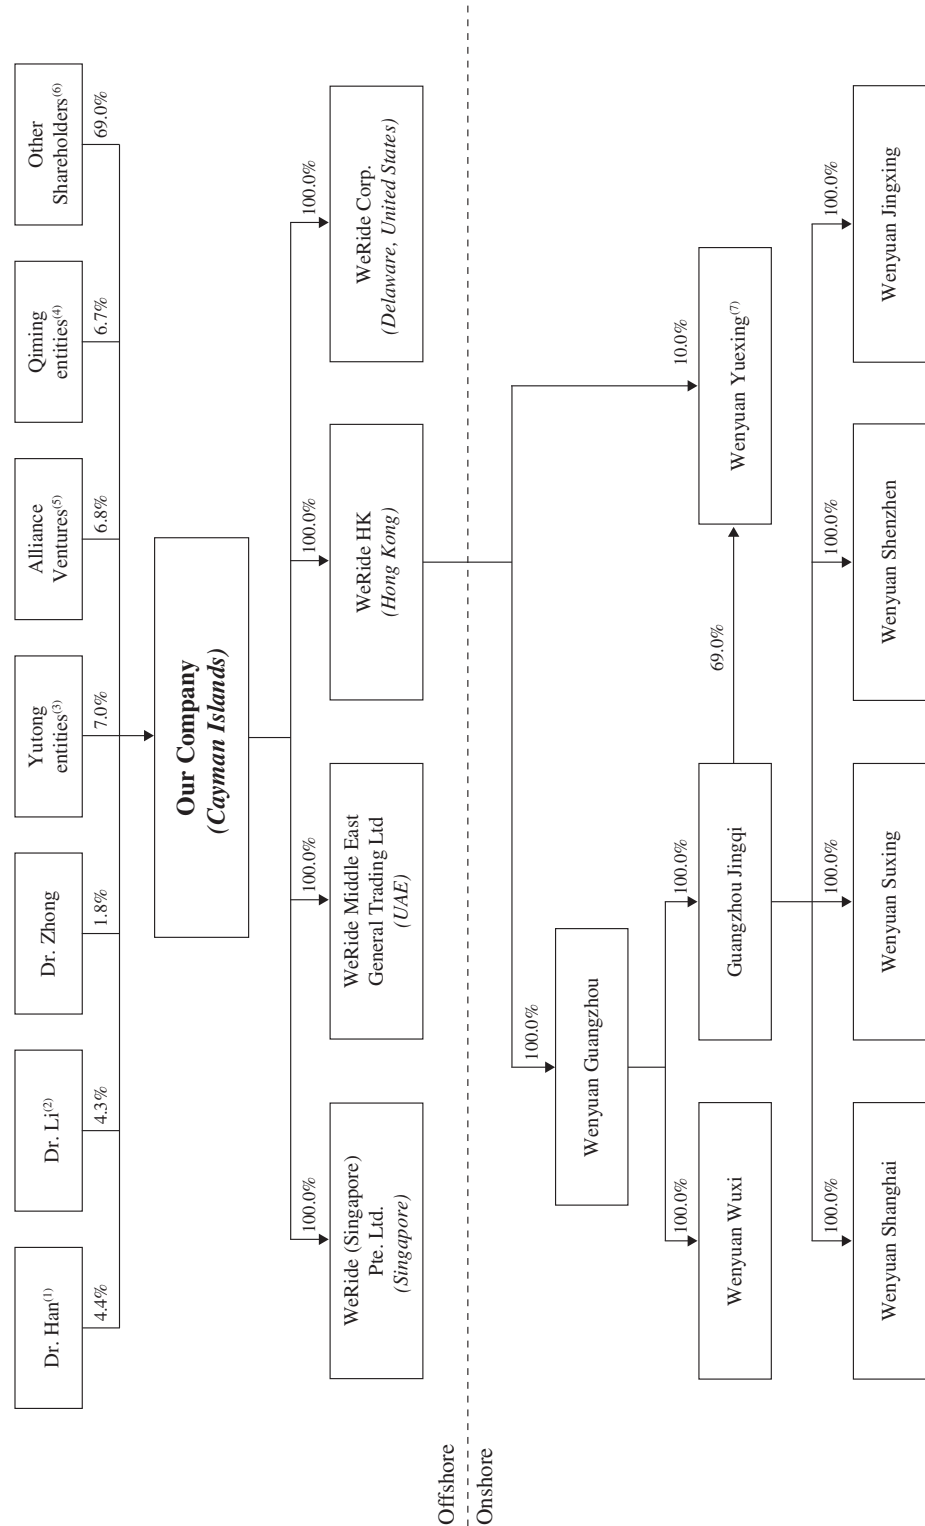 Dr. Han(1)
Dr. Li(2)
Dr. Zhong
Yutong
entities(3)
Alliance
Ventures(5)
Qiming
entities(4)
Other
Shareholders(6)
4.4%
4.3%
1.8%
7.0%
6.8%
6.7%
69.0%
Our Company
(Cayman Islands)
100.0%
100.0%
100.0%
100.0%
WeRide (Singapore)
Pte. Ltd.
(Singapore)
WeRide Middle East
General Trading Ltd
(UAE)
WeRide HK
(Hong Kong)
WeRide Corp.
(Delaware, United States)
Offshore
Onshore
100.0%
Wenyuan Guangzhou
100.0%
100.0%
69.0%
10.0%
Wenyuan Wuxi
Guangzhou Jingqi
Wenyuan Yuexing(7)
100.0%
100.0%
100.0%
100.0%
Wenyuan Shanghai
Wenyuan Suxing
Wenyuan Shenzhen
Wenyuan Jingxing